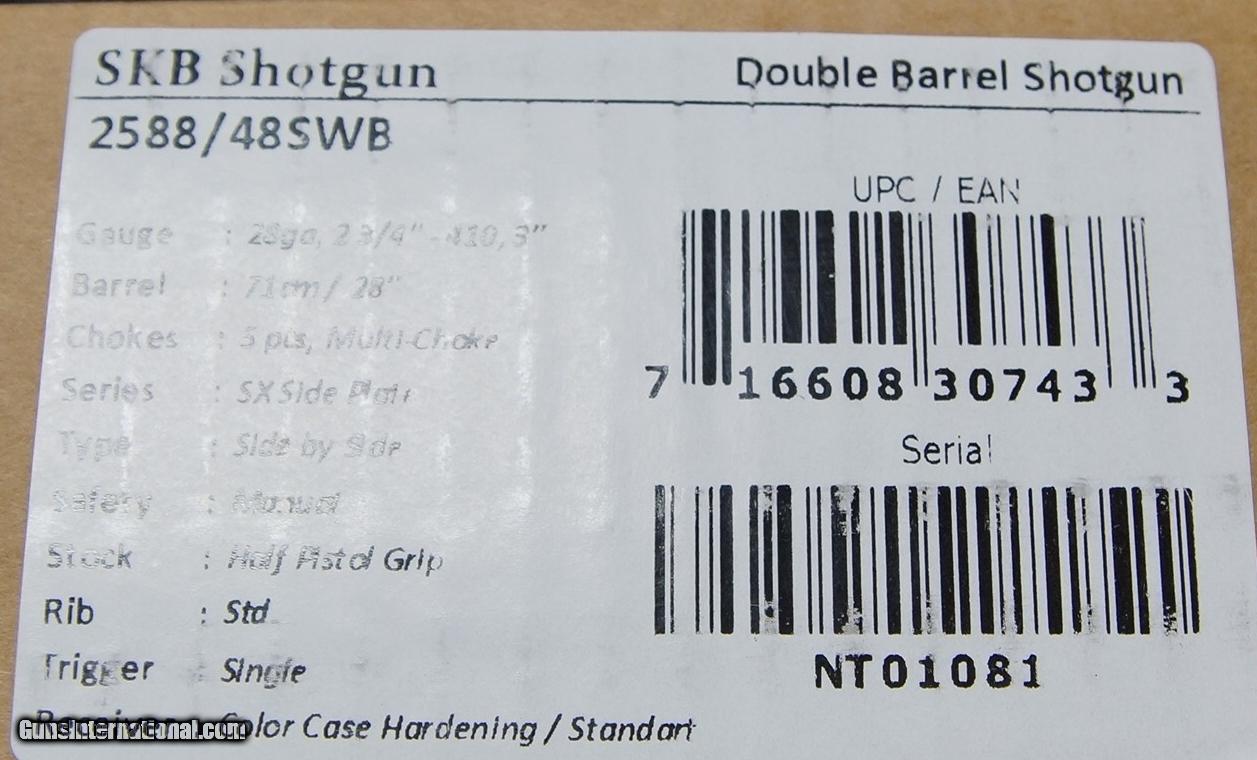 SKB Shotgun
Double Barrel Shotgun
2588/48SWB
Gauge : 28ga, 2 3/4" - 410, 3"
Barrel : 71cm / 28"
Chokes : 5 pcs, Multi-Choke
Series : SX Side Plate
Type : Side by Side
Safety : Manual
Stock : Half Pistol Grip
Rib : Std
Trigger : Single
Receiver : Color Case Hardening / Standart
UPC / EAN
7 16608 30743 3
Serial
NT01081
GunsInternational.com